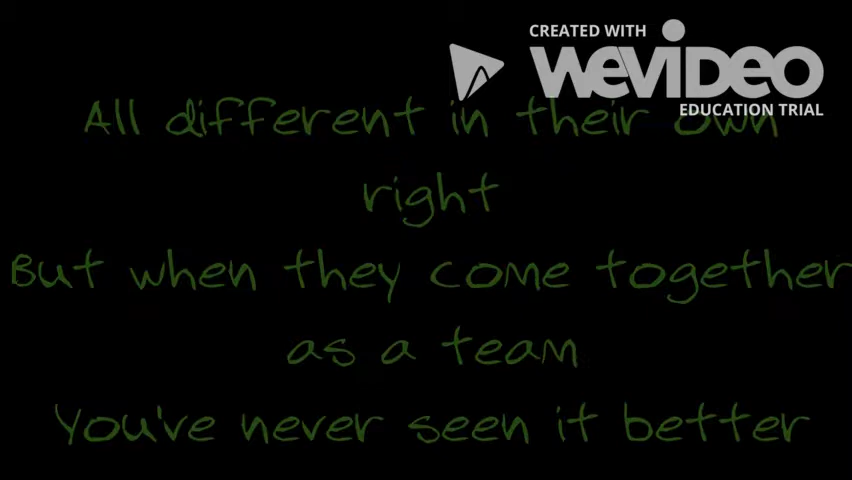 CREATED WITH
WEVIDEO
EDUCATION TRIAL
All different in their own
right
But when they come together
as a team
You've never seen it better